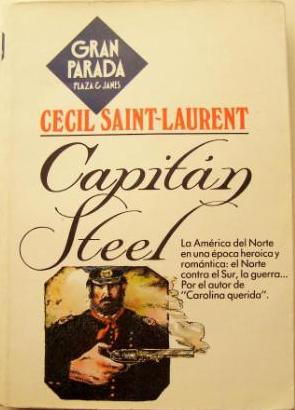 GRAN
PARADA
PLAZA & JANES
CECIL SAINT-LAURENT
Capitán
Steel
La América del Norte
en una época heroica y
romántica: el Norte
contra el Sur, la guerra...
Por el autor de
"Carolina querida".